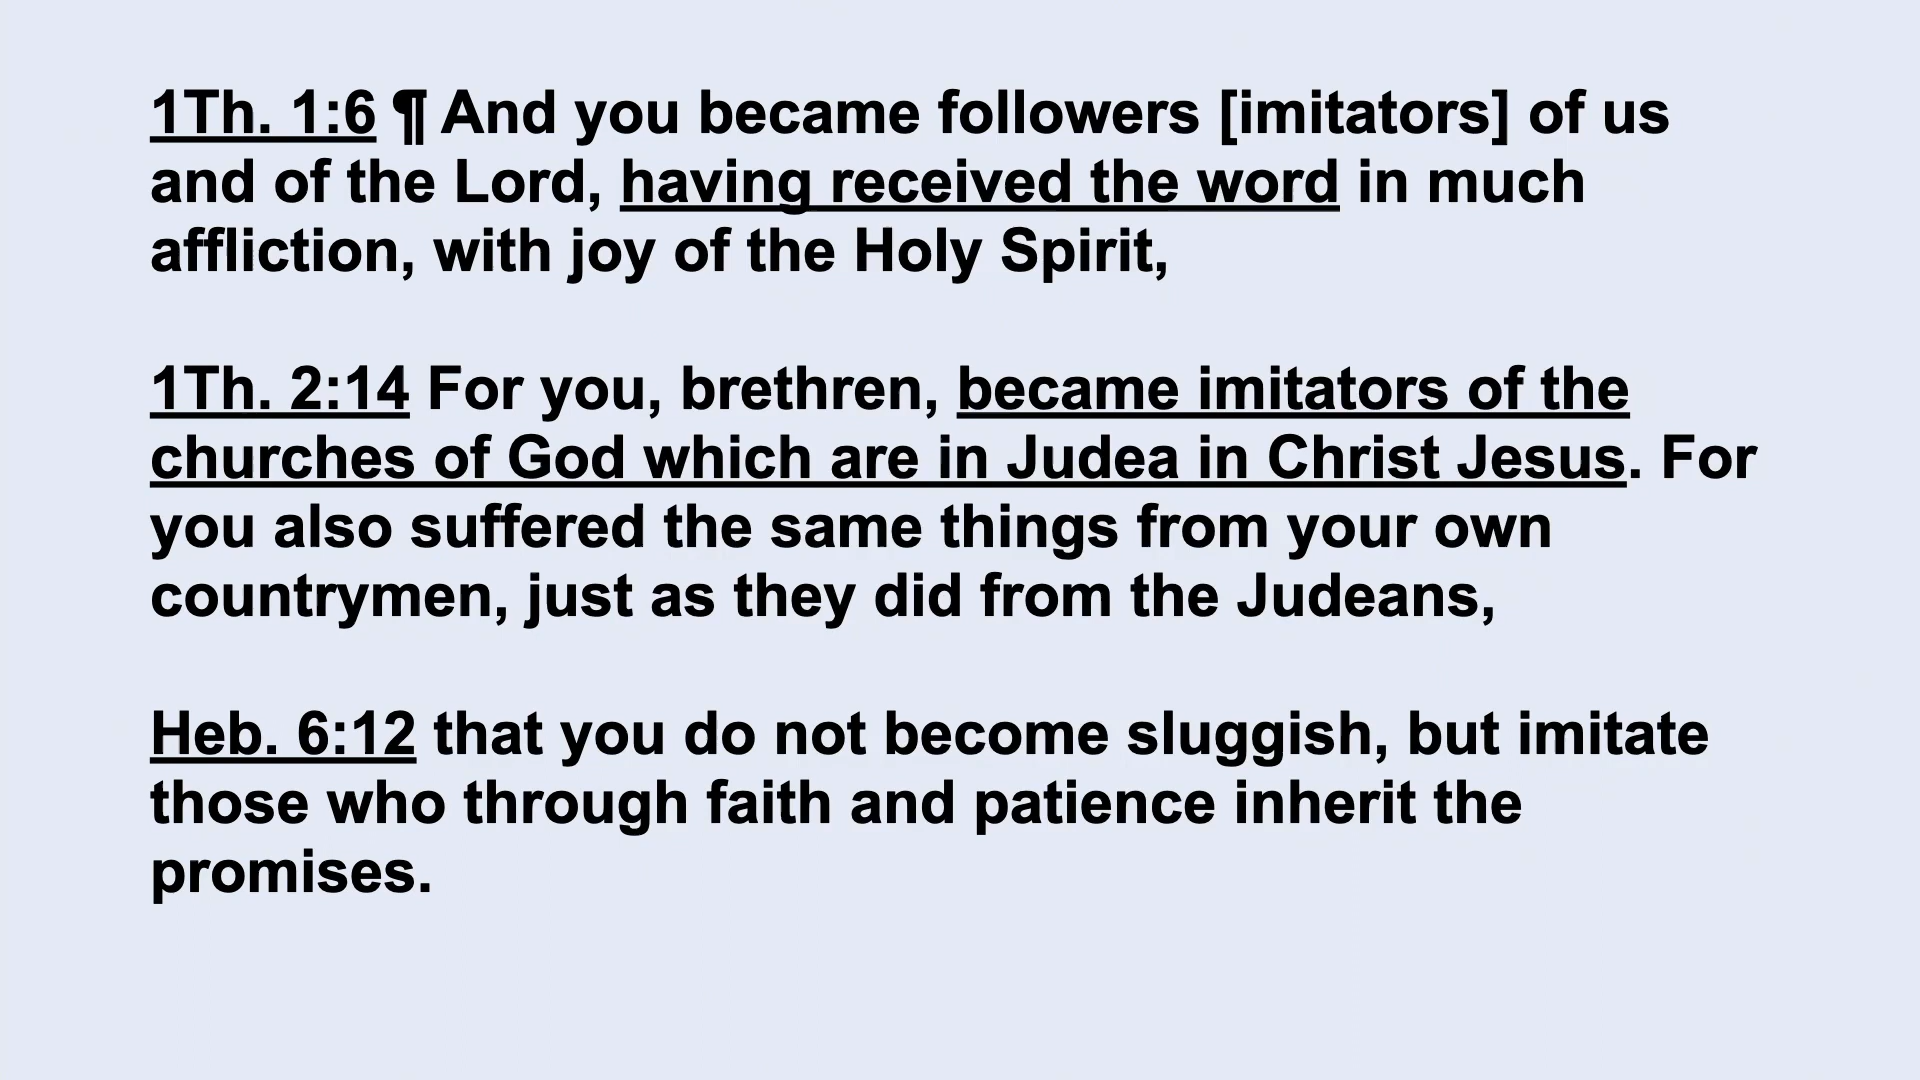 1Th. 1:6 ¶ And you became followers [imitators] of us
and of the Lord, having received the word in much
affliction, with joy of the Holy Spirit,
1Th. 2:14 For you, brethren, became imitators of the
churches of God which are in Judea in Christ Jesus. For
you also suffered the same things from your own
countrymen, just as they did from the Judeans,
Heb. 6:12 that you do not become sluggish, but imitate
those who through faith and patience inherit the
promises.